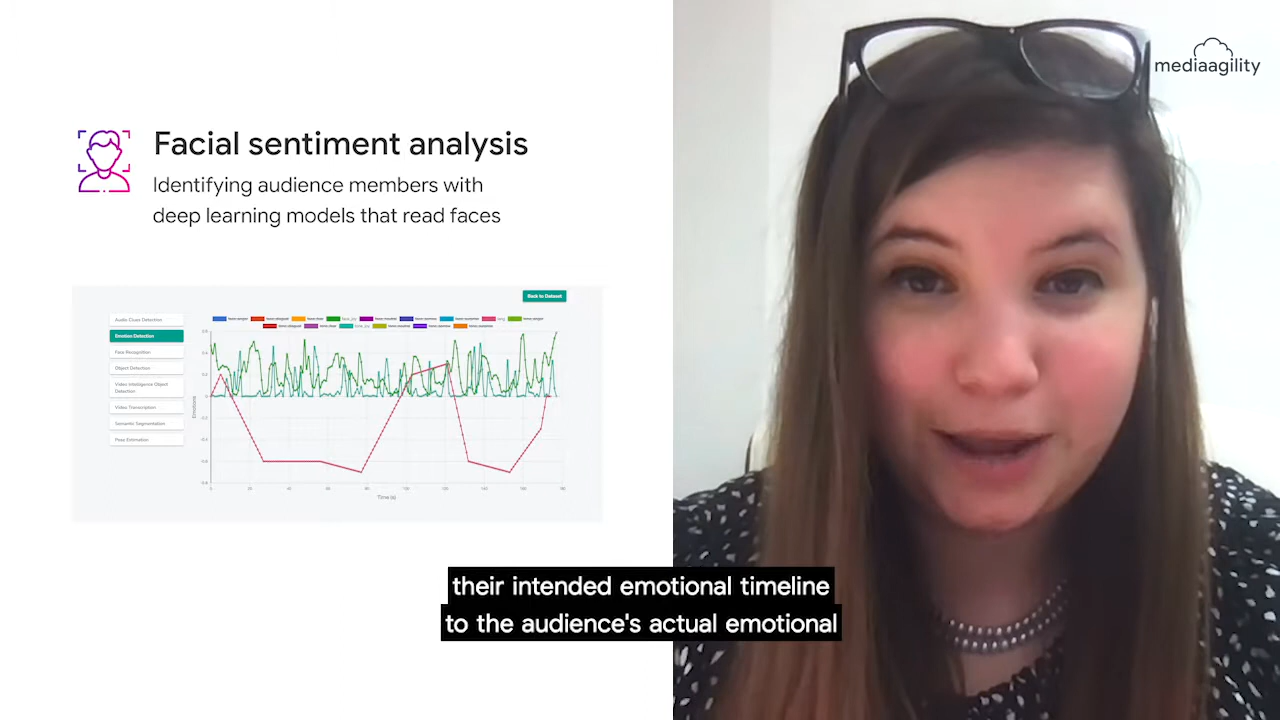 mediaagility
Facial sentiment analysis
Identifying audience members with
deep learning models that read faces
Back to Dataset
Audio Clues Detection
Emotion Detection
Face Recognition
Object Detection
Video Intelligence Object
Detection
Video Transcription
Semantic Segmentation
Pose Estimation
Emotions
Time (s)
their intended emotional timeline
to the audience's actual emotional